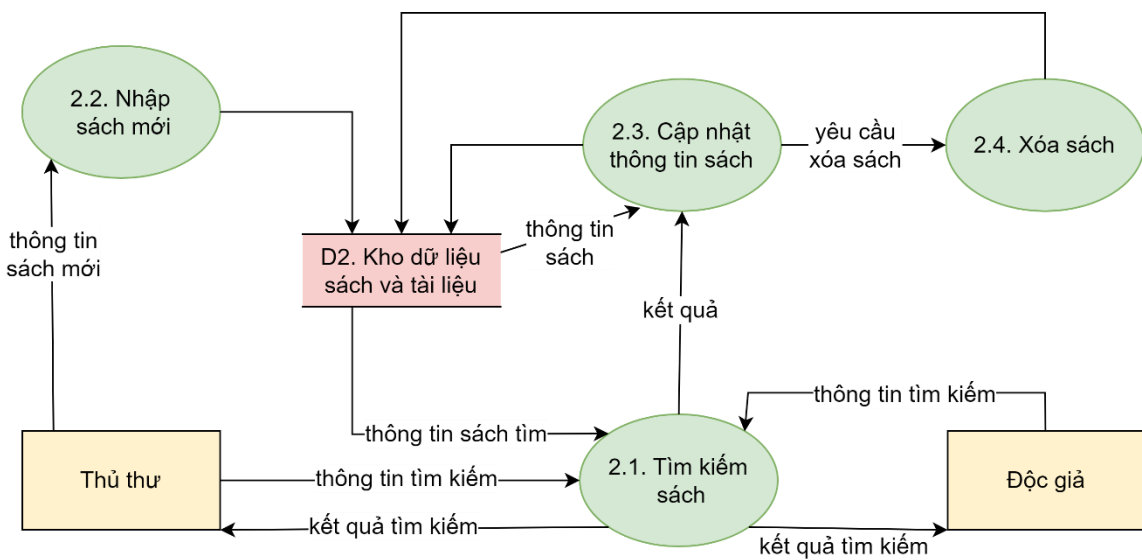 2.2. Nhập
sách mới
2.3. Cập nhật
thông tin sách
yêu cầu
xóa sách
2.4. Xóa sách
thông tin
sách mới
D2. Kho dữ liệu
sách và tài liệu
thông tin
sách
kết quả
thông tin tìm kiếm
thông tin sách tìm
Thủ thư
thông tin tìm kiếm
2.1. Tìm kiếm
sách
Độc giả
kết quả tìm kiếm
kết quả tìm kiếm